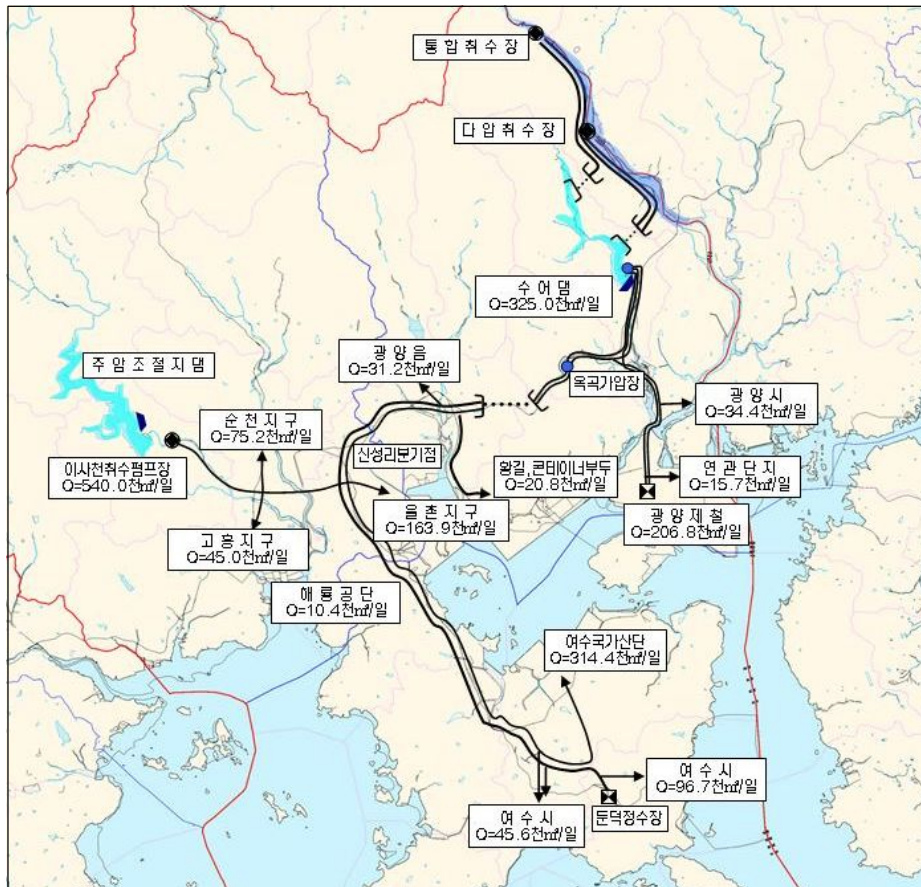 통합취수장
다압취수장
수어댐
Q=325.0천㎥/일
광양읍
Q=31.2천㎥/일
옥곡가압장
주암조절지댐
광양시
Q=34.4천㎥/일
순천지구
Q=75.2천㎥/일
신성리분기점
이사천취수펌프장
Q=540.0천㎥/일
황길,콘테이너부두
Q=20.8천㎥/일
연관단지
Q=15.7천㎥/일
율촌지구
Q=163.9천㎥/일
광양제철
Q=206.8천㎥/일
고흥지구
Q=45.0천㎥/일
해룡공단
Q=10.4천㎥/일
여수국가산단
Q=314.4천㎥/일
여수시
Q=96.7천㎥/일
여수시
Q=45.6천㎥/일
둔덕정수장